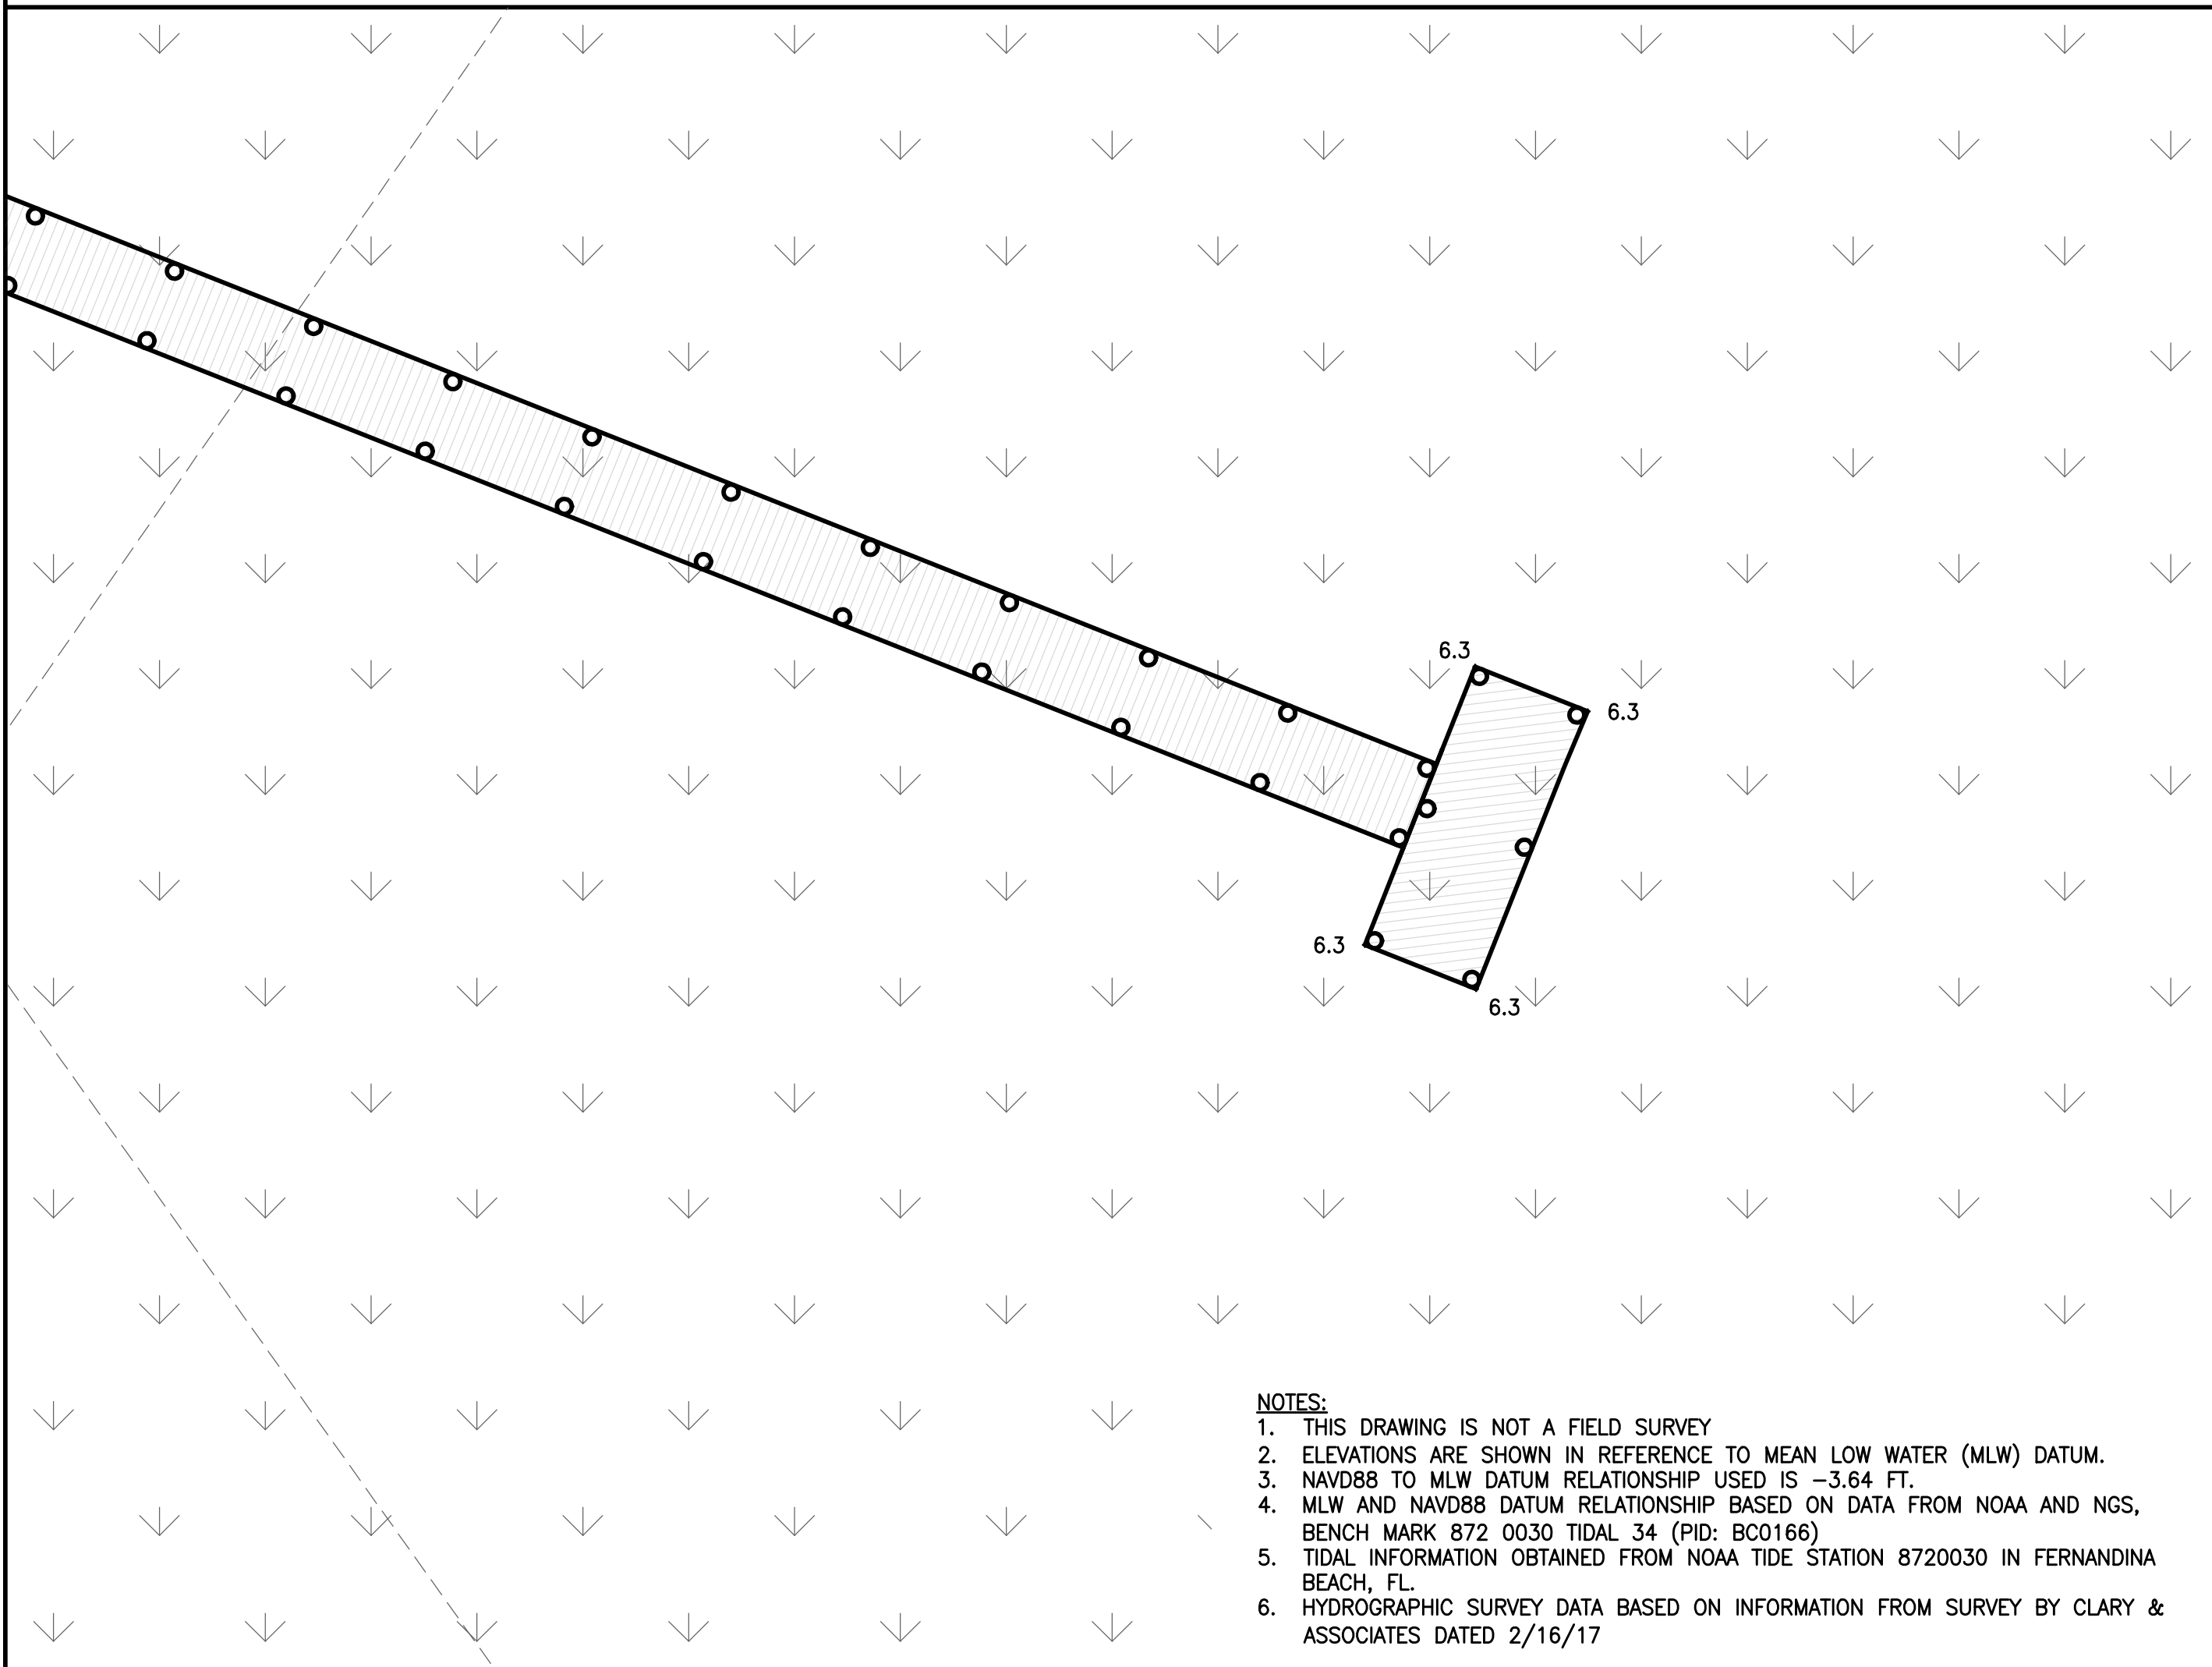 6.3
6.3
6.3
6.3
NOTES:
1. THIS DRAWING IS NOT A FIELD SURVEY
2. ELEVATIONS ARE SHOWN IN REFERENCE TO MEAN LOW WATER (MLW) DATUM.
3. NAVD88 TO MLW DATUM RELATIONSHIP USED IS −3.64 FT.
4. MLW AND NAVD88 DATUM RELATIONSHIP BASED ON DATA FROM NOAA AND NGS,
BENCH MARK 872 0030 TIDAL 34 (PID: BC0166)
5. TIDAL INFORMATION OBTAINED FROM NOAA TIDE STATION 8720030 IN FERNANDINA
BEACH, FL.
6. HYDROGRAPHIC SURVEY DATA BASED ON INFORMATION FROM SURVEY BY CLARY &
ASSOCIATES DATED 2/16/17